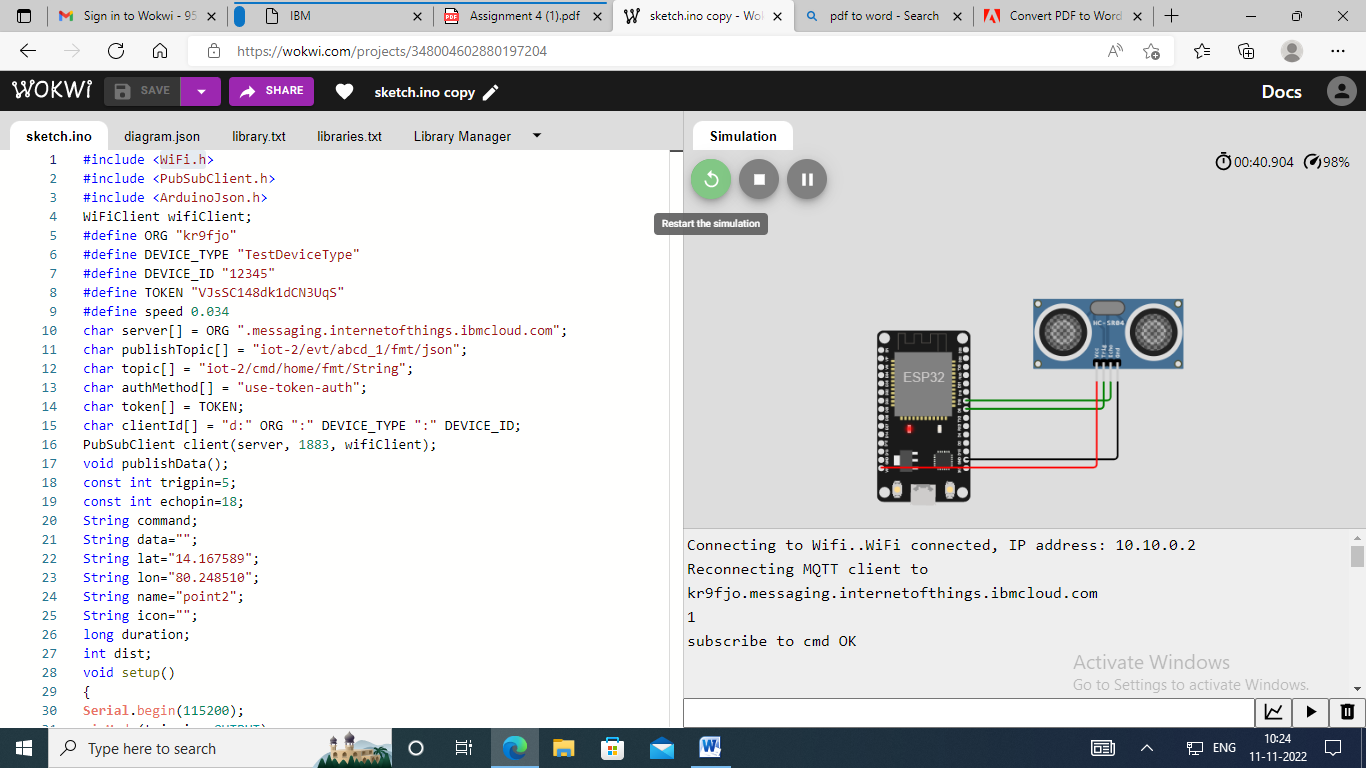 Sign in to Wokwi - 95
IBM
Assignment 4 (1).pdf
sketch.ino copy - Wo
pdf to word - Search
Convert PDF to Word
https://wokwi.com/projects/348004602880197204
WOKWI
SAVE
SHARE
sketch.ino copy
Docs
sketch.ino
diagram.json
library.txt
libraries.txt
Library Manager
Simulation
1 #include <WiFi.h>
2 #include <PubSubClient.h>
3 #include <ArduinoJson.h>
4 WiFiClient wifiClient;
5 #define ORG "kr9fjo"
6 #define DEVICE_TYPE "TestDeviceType"
7 #define DEVICE_ID "12345"
8 #define TOKEN "VJsSC148dk1dCN3UqS"
9 #define speed 0.034
10 char server[] = ORG ".messaging.internetofthings.ibmcloud.com";
11 char publishTopic[] = "iot-2/evt/abcd_1/fmt/json";
12 char topic[] = "iot-2/cmd/home/fmt/String";
13 char authMethod[] = "use-token-auth";
14 char token[] = TOKEN;
15 char clientId[] = "d:" ORG ":" DEVICE_TYPE ":" DEVICE_ID;
16 PubSubClient client(server, 1883, wifiClient);
17 void publishData();
18 const int trigpin=5;
19 const int echopin=18;
20 String command;
21 String data="";
22 String lat="14.167589";
23 String lon="80.248510";
24 String name="point2";
25 String icon="";
26 long duration;
27 int dist;
28 void setup()
29 {
30 Serial.begin(115200);
00:40.904
98%
Restart the simulation
HC-SR04
Vcc
Trig
Echo
Gnd
ESP32
Connecting to Wifi..WiFi connected, IP address: 10.10.0.2
Reconnecting MQTT client to
kr9fjo.messaging.internetofthings.ibmcloud.com
1
subscribe to cmd OK
Activate Windows
Go to Settings to activate Windows.
Type here to search
ENG
10:24
11-11-2022